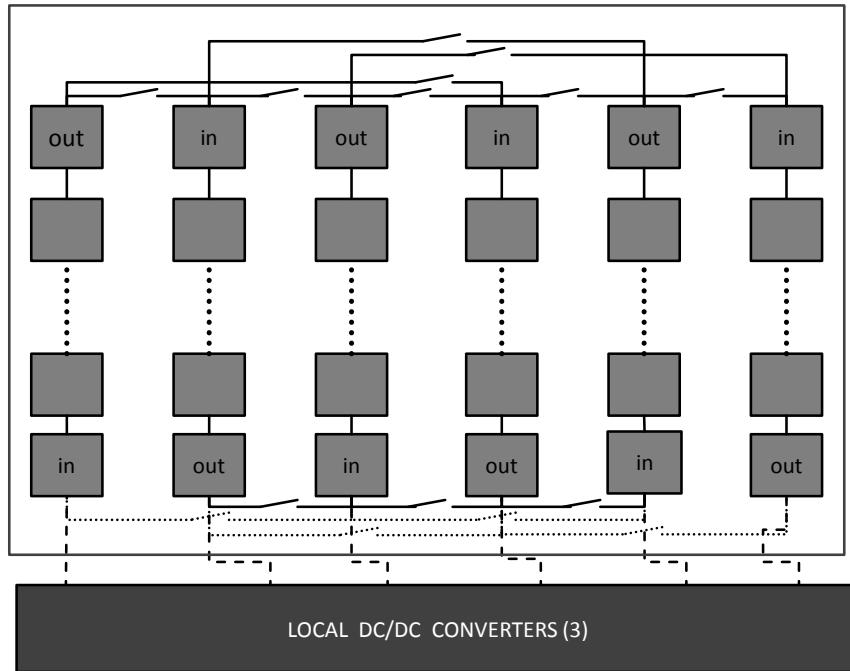 out in out in out in
in out in out in out
LOCAL DC/DC CONVERTERS (3)